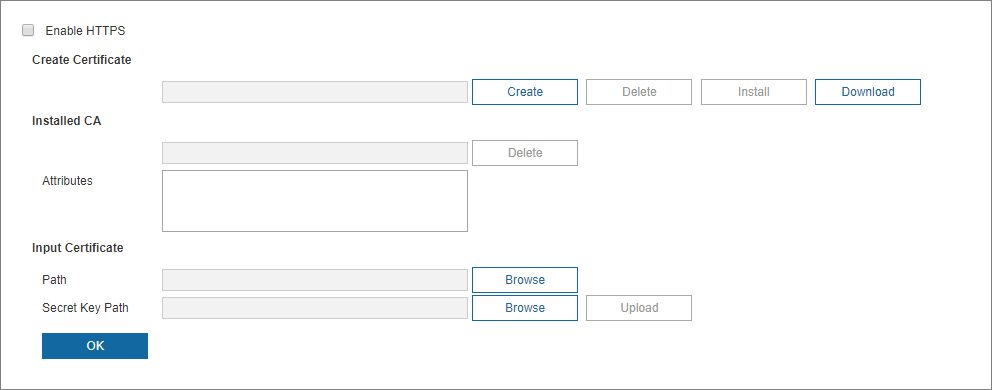 Enable HTTPS
Create Certificate
Create Delete Install Download
Installed CA
Delete
Attributes
Input Certificate
Path Browse
Secret Key Path Browse Upload
OK